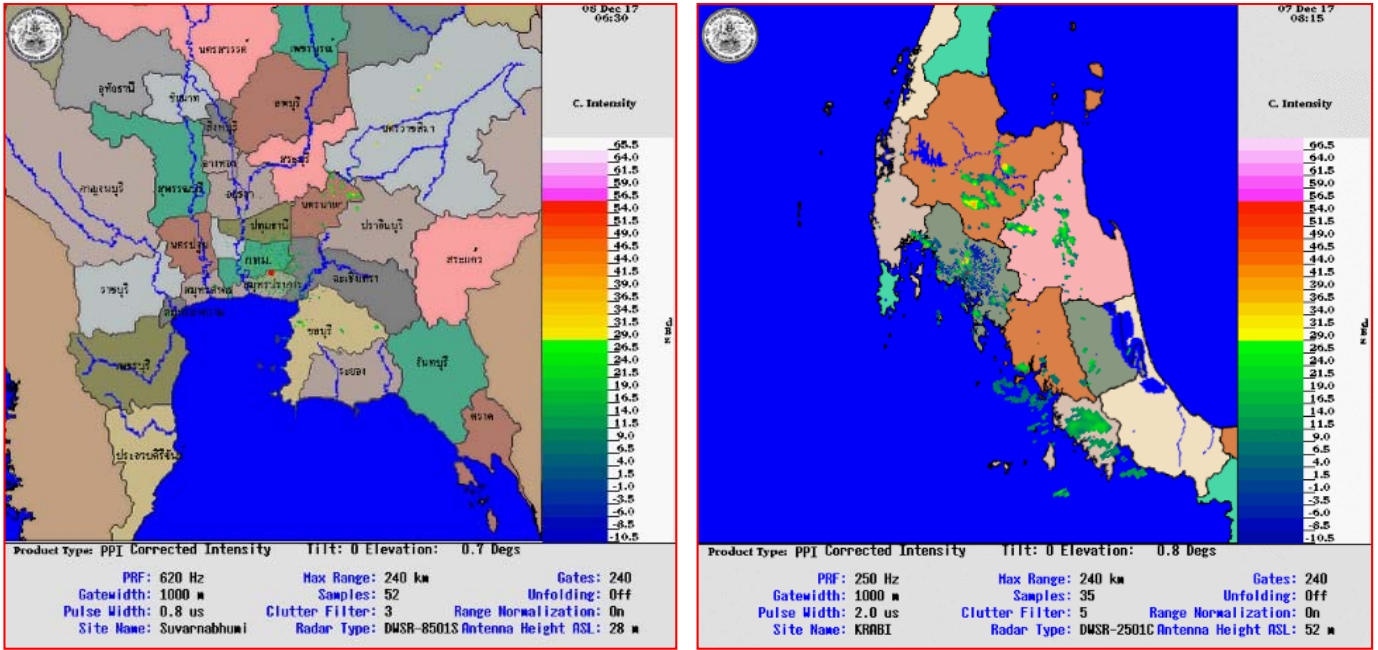 08 Dec 17
06:30
C. Intensity
นครสวรรค์
เพชรบูรณ์
อุทัยธานี
ชัยนาท
ลพบุรี
สิงห์บุรี
นครราชสีมา
อ่างทอง
สระบุรี
กาญจนบุรี
สุพรรณบุรี
อยุธยา
นครนายก
ปทุมธานี
ปราจีนบุรี
นครปฐม
กทม.
สระแก้ว
ฉะเชิงเทรา
ราชบุรี
สมุทรสาคร
สมุทรปราการ
ชลบุรี
เพชรบุรี
ระยอง
จันทบุรี
ตราด
ประจวบคีรีขันธ์
64.0
61.5
59.0
56.5
54.0
51.5
49.0
46.5
44.0
41.5
39.0
36.5
34.0
31.5
29.0
26.5
24.0
21.5
19.0
16.5
14.0
11.5
9.0
6.5
4.0
1.5
-1.0
-3.5
-6.0
-8.5
-10.5
Product Type: PPI Corrected Intensity Tilt: 0 Elevation: 0.7 Degs
PRF: 620 Hz Max Range: 240 km Gates: 240
Gatewidth: 1000 m Samples: 52 Unfolding: Off
Pulse Width: 0.8 us Clutter Filter: 3 Range Normalization: On
Site Name: Suvarnabhumi Radar Type: DWSR-8501S Antenna Height ASL: 28 m
07 Dec 17
08:15
C. Intensity
66.5
64.0
61.5
59.0
56.5
54.0
51.5
49.0
46.5
44.0
41.5
39.0
36.5
34.0
31.5
29.0
26.5
24.0
21.5
19.0
16.5
14.0
11.5
9.0
6.5
4.0
1.5
-1.0
-3.5
-6.0
-8.5
-10.5
Product Type: PPI Corrected Intensity Tilt: 0 Elevation: 0.8 Degs
PRF: 250 Hz Max Range: 240 km Gates: 240
Gatewidth: 1000 m Samples: 35 Unfolding: Off
Pulse Width: 2.0 us Clutter Filter: 5 Range Normalization: On
Site Name: KRABI Radar Type: DWSR-2501C Antenna Height ASL: 52 m